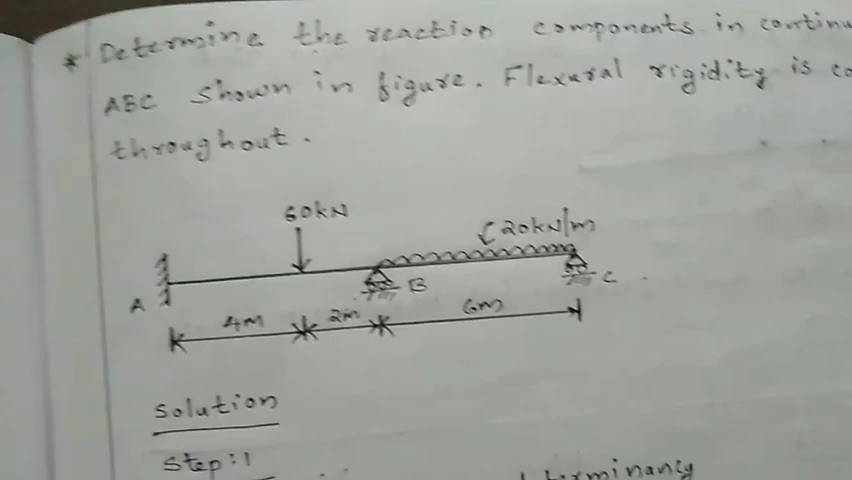 * Determine the reaction components in continu
ABC shown in figure. Flexural rigidity is co
throughout.
60kN
20kN/m
A
B
C
4m
2m
6m
Solution
Step:1
terminancy